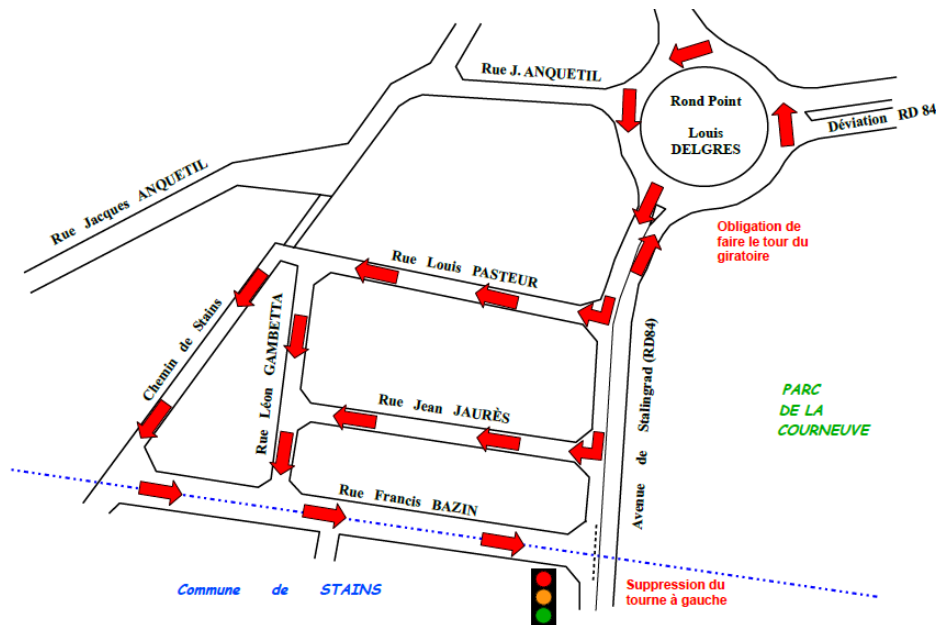 Rue J. ANQUETIL
Rond Point
Louis
DELGRES
Déviation RD 84
Rue Jacques ANQUETIL
Obligation de
faire le tour du
giratoire
Rue Louis PASTEUR
Chemin de Stains
Rue Léon GAMBETTA
Avenue de Stalingrad (RD84)
PARC
DE LA
COURNEUVE
Rue Jean JAURÈS
Rue Francis BAZIN
Commune de STAINS
Suppression du
tourne à gauche